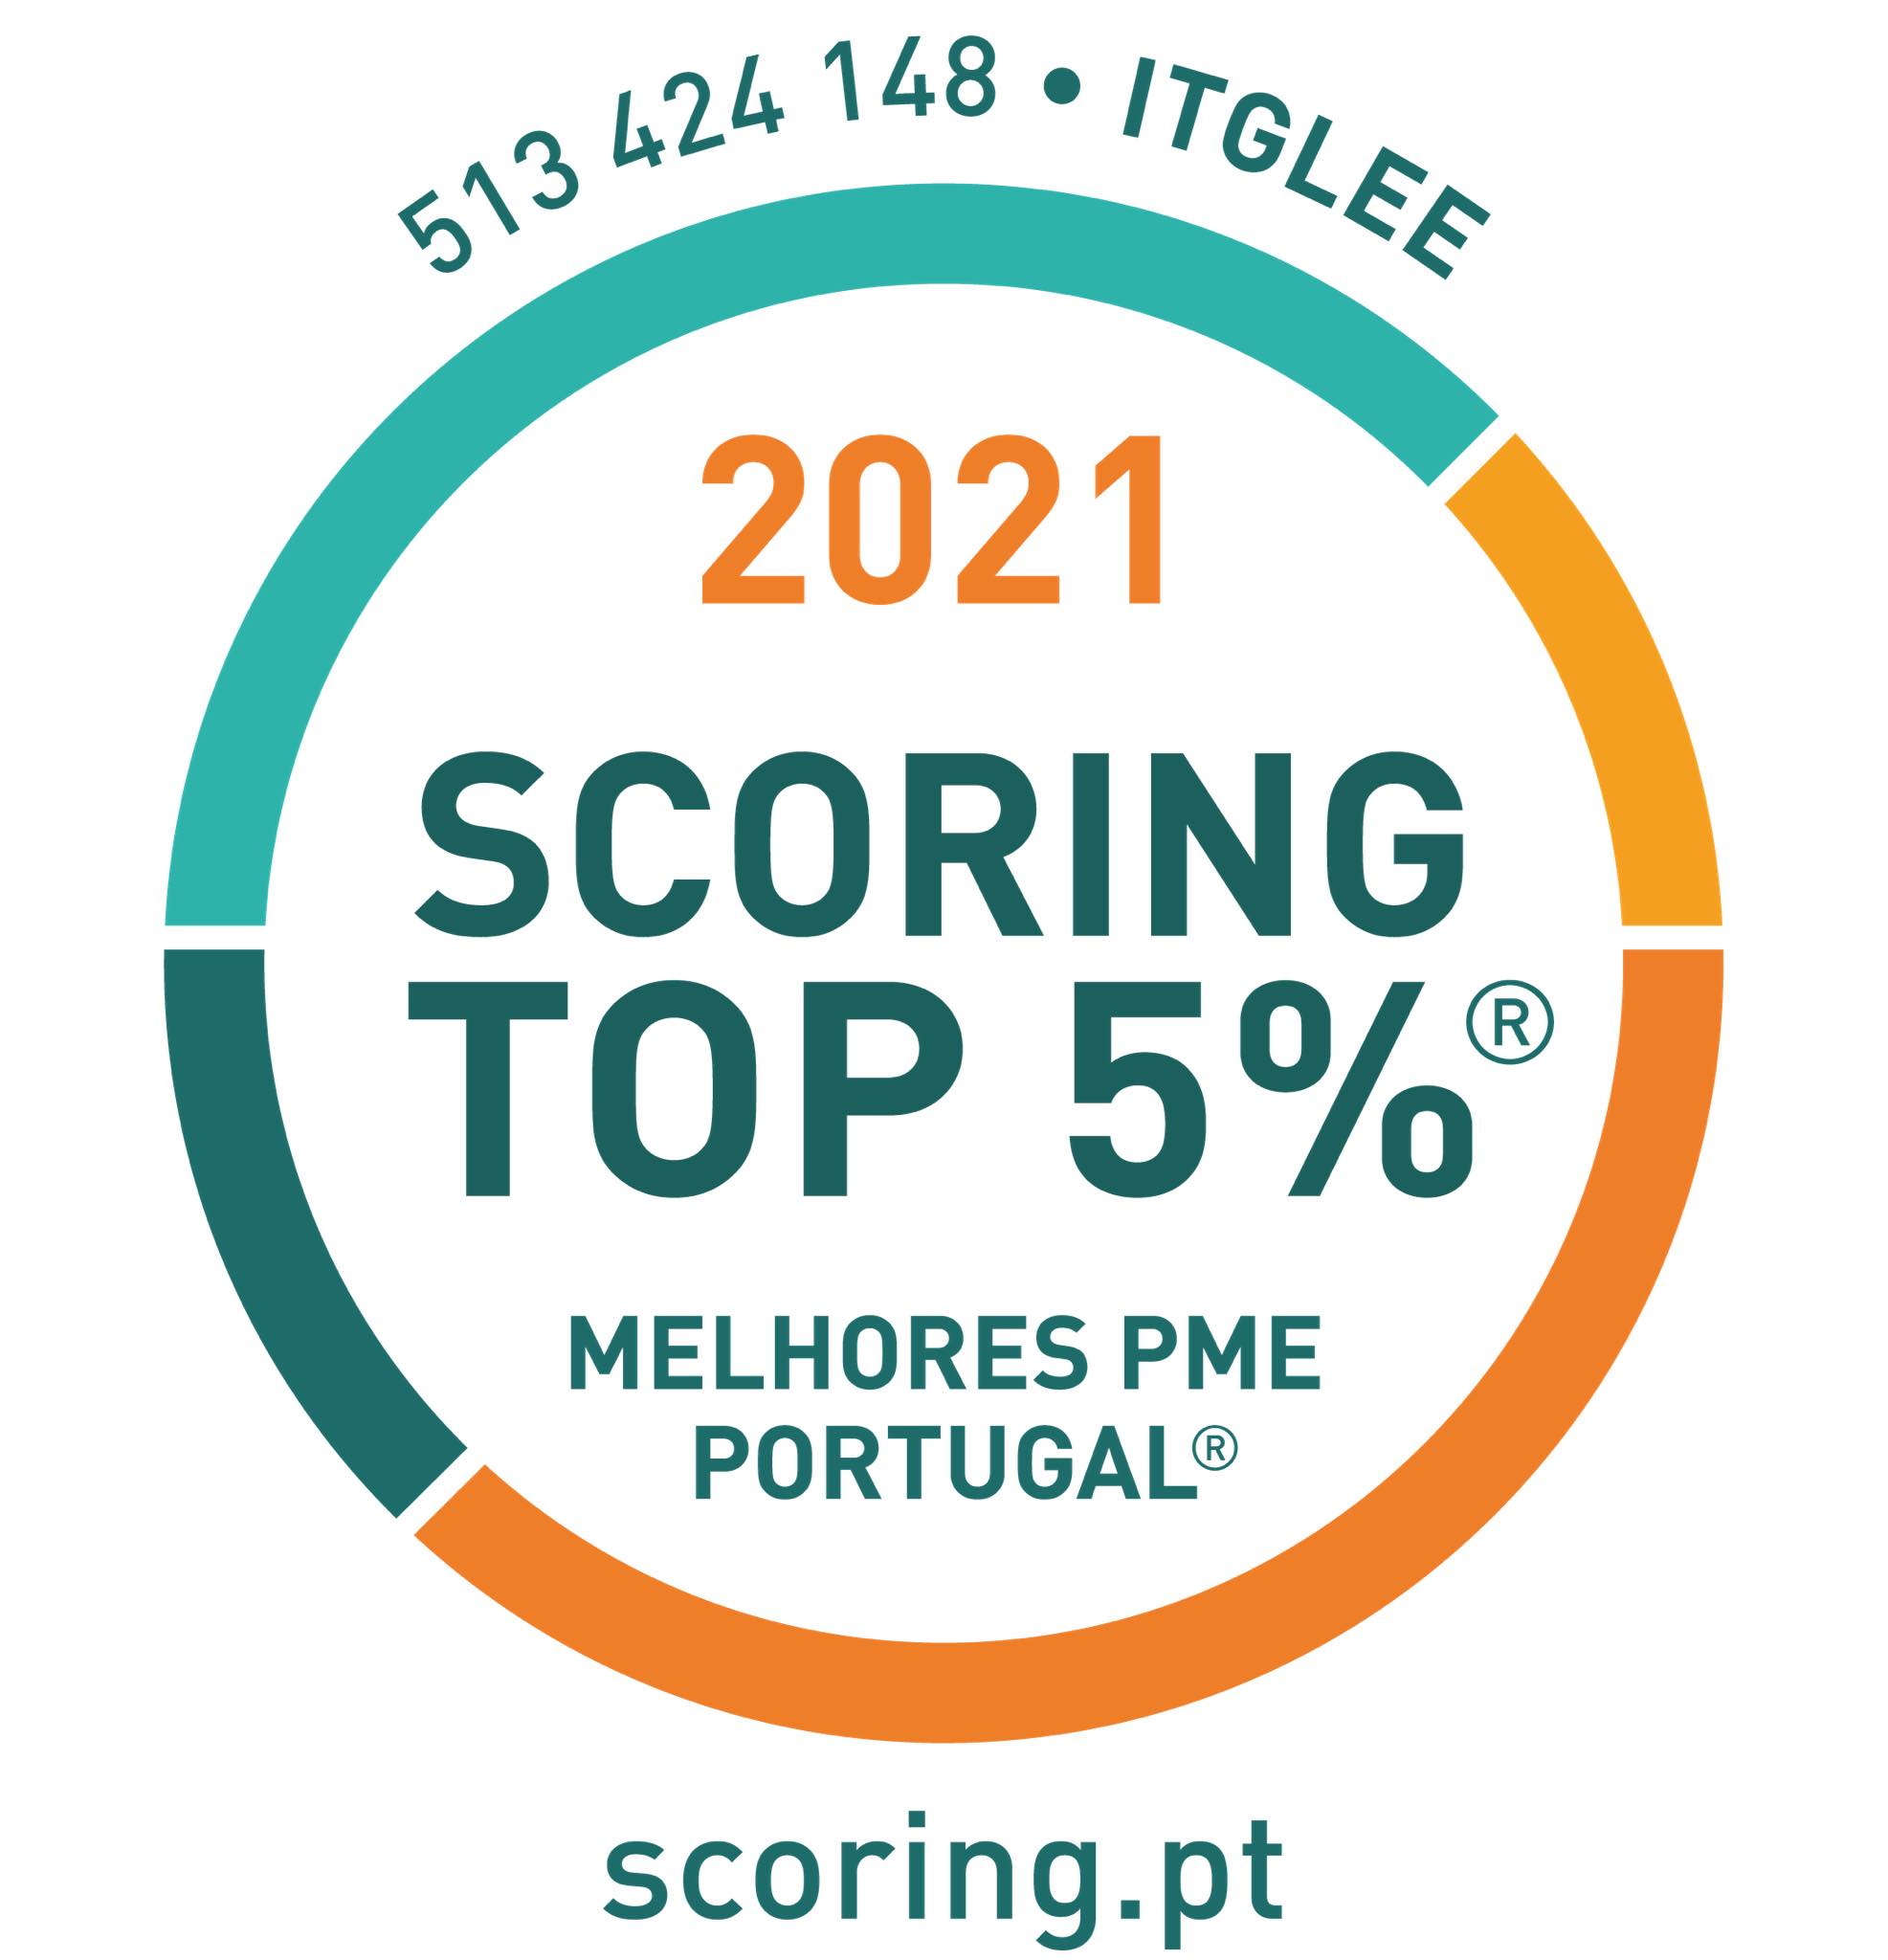 513 424 148 • ITGLEE
2021
SCORING
TOP 5%®
MELHORES PME
PORTUGAL®
scoring.pt